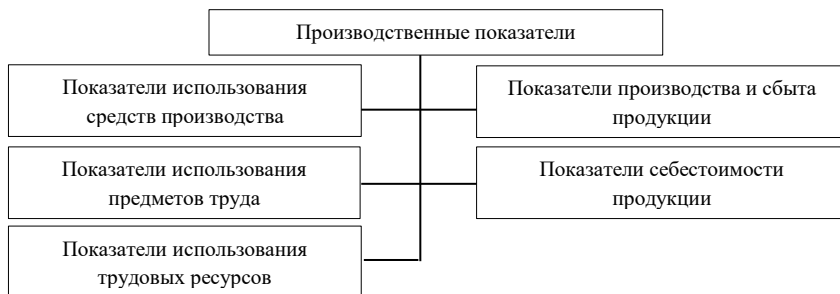 Производственные показатели
Показатели использования
средств производства
Показатели производства и сбыта
продукции
Показатели использования
предметов труда
Показатели себестоимости
продукции
Показатели использования
трудовых ресурсов